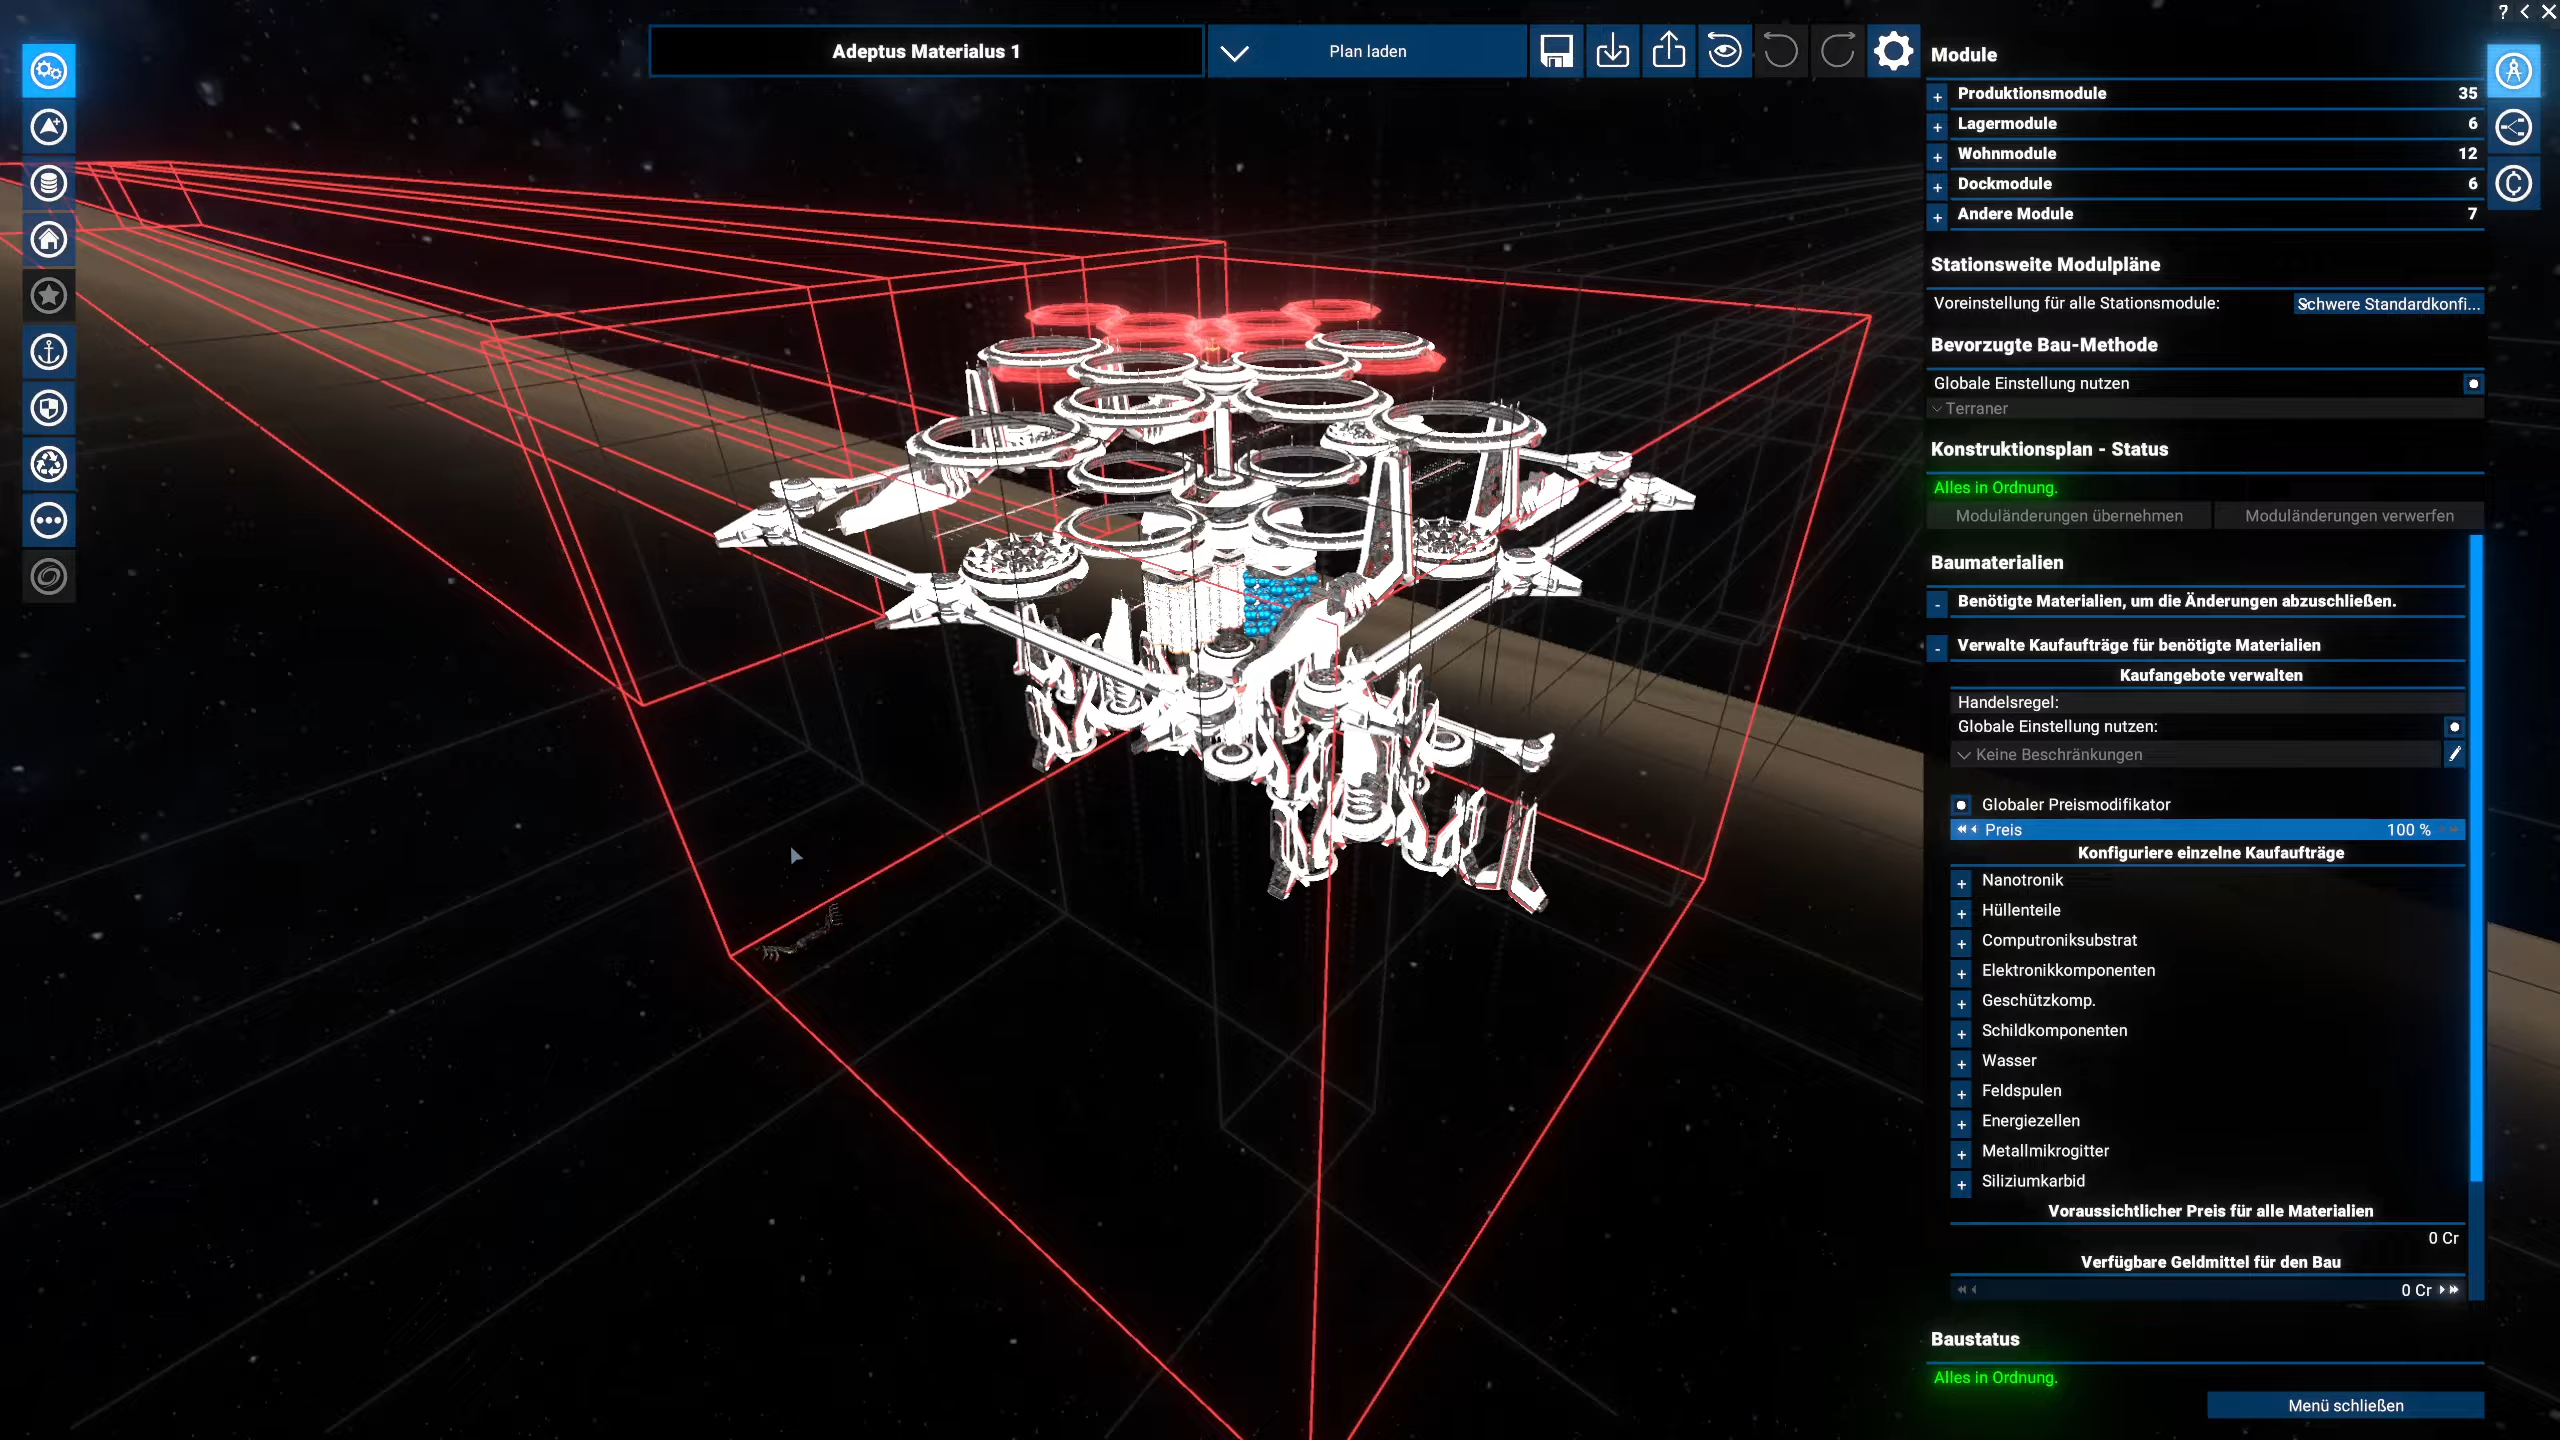 Adeptus Materialus 1
Plan laden
?
Module
+ Produktionsmodule 35
+ Lagermodule 6
+ Wohnmodule 12
+ Dockmodule 6
+ Andere Module 7
Stationsweite Modulpläne
Voreinstellung für alle Stationsmodule: Schwere Standardkonfi...
Bevorzugte Bau-Methode
Globale Einstellung nutzen
Terraner
Konstruktionsplan - Status
Alles in Ordnung.
Moduländerungen übernehmen Moduländerungen verwerfen
Baumaterialien
- Benötigte Materialien, um die Änderungen abzuschließen.
- Verwalte Kaufaufträge für benötigte Materialien
Kaufangebote verwalten
Handelsregel:
Globale Einstellung nutzen:
Keine Beschränkungen
Globaler Preismodifikator
Preis 100 %
Konfiguriere einzelne Kaufaufträge
+ Nanotronik
+ Hüllenteile
+ Computroniksubstrat
+ Elektronikkomponenten
+ Geschützkomp.
+ Schildkomponenten
+ Wasser
+ Feldspulen
+ Energiezellen
+ Metallmikrogitter
+ Siliziumkarbid
Voraussichtlicher Preis für alle Materialien
0 Cr
Verfügbare Geldmittel für den Bau
0 Cr
Baustatus
Alles in Ordnung.
Menü schließen